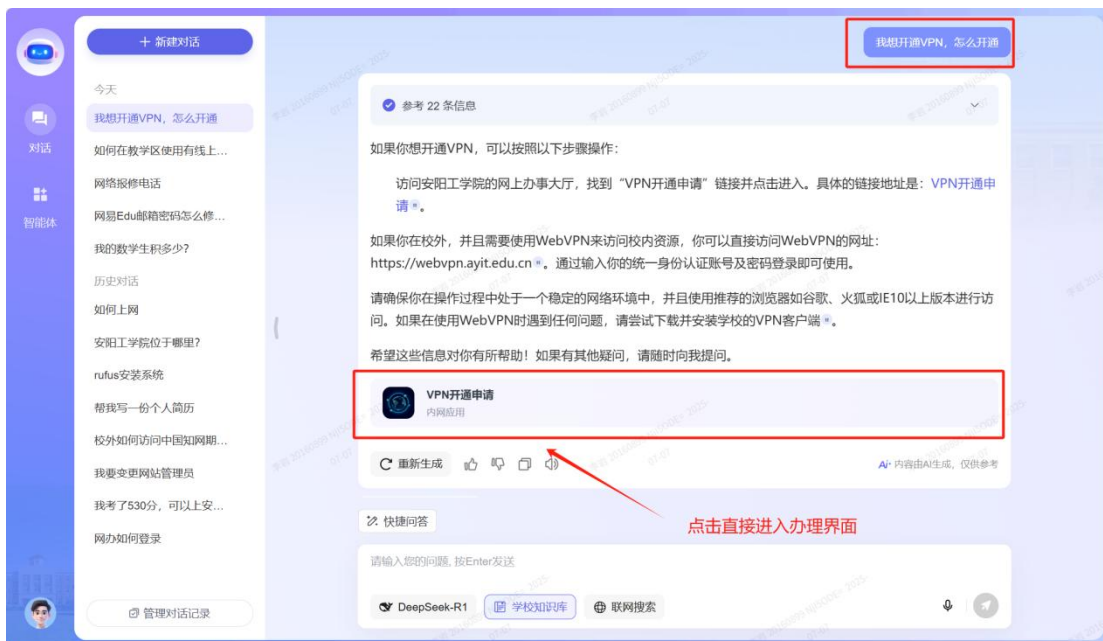 + 新建对话
今天
我想开通VPN，怎么开通
如何在教学区使用有线上...
网络报修电话
网易Edu邮箱密码怎么修...
我的数学生积多少?
历史对话
如何上网
安阳工学院位于哪里?
rufus安装系统
帮我写一份个人简历
校外如何访问中国知网期...
我要变更网站管理员
我考了530分，可以上安...
网办如何登录
管理对话记录
对话
智能体
我想开通VPN，怎么开通
参考 22 条信息
如果你想开通VPN，可以按照以下步骤操作：
访问安阳工学院的网上办事大厅，找到“VPN开通申请”链接并点击进入。具体的链接地址是：VPN开通申
请。
如果你在校外，并且需要使用WebVPN来访问校内资源，你可以直接访问WebVPN的网址：
https://webvpn.ayit.edu.cn。通过输入你的统一身份认证账号及密码登录即可使用。
请确保你在操作过程中处于一个稳定的网络环境中，并且使用推荐的浏览器如谷歌、火狐或IE10以上版本进行访
问。如果在使用WebVPN时遇到任何问题，请尝试下载并安装学校的VPN客户端。
希望这些信息对你有所帮助！如果有其他疑问，请随时向我提问。
VPN开通申请
内网应用
重新生成
Ai 内容由AI生成，仅供参考
快捷问答
点击直接进入办理界面
请输入您的问题, 按Enter发送
DeepSeek-R1 学校知识库 联网搜索